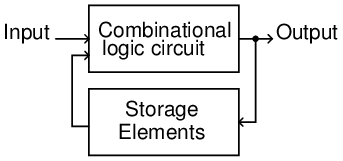 Input
Combinational
logic circuit
Output
Storage
Elements